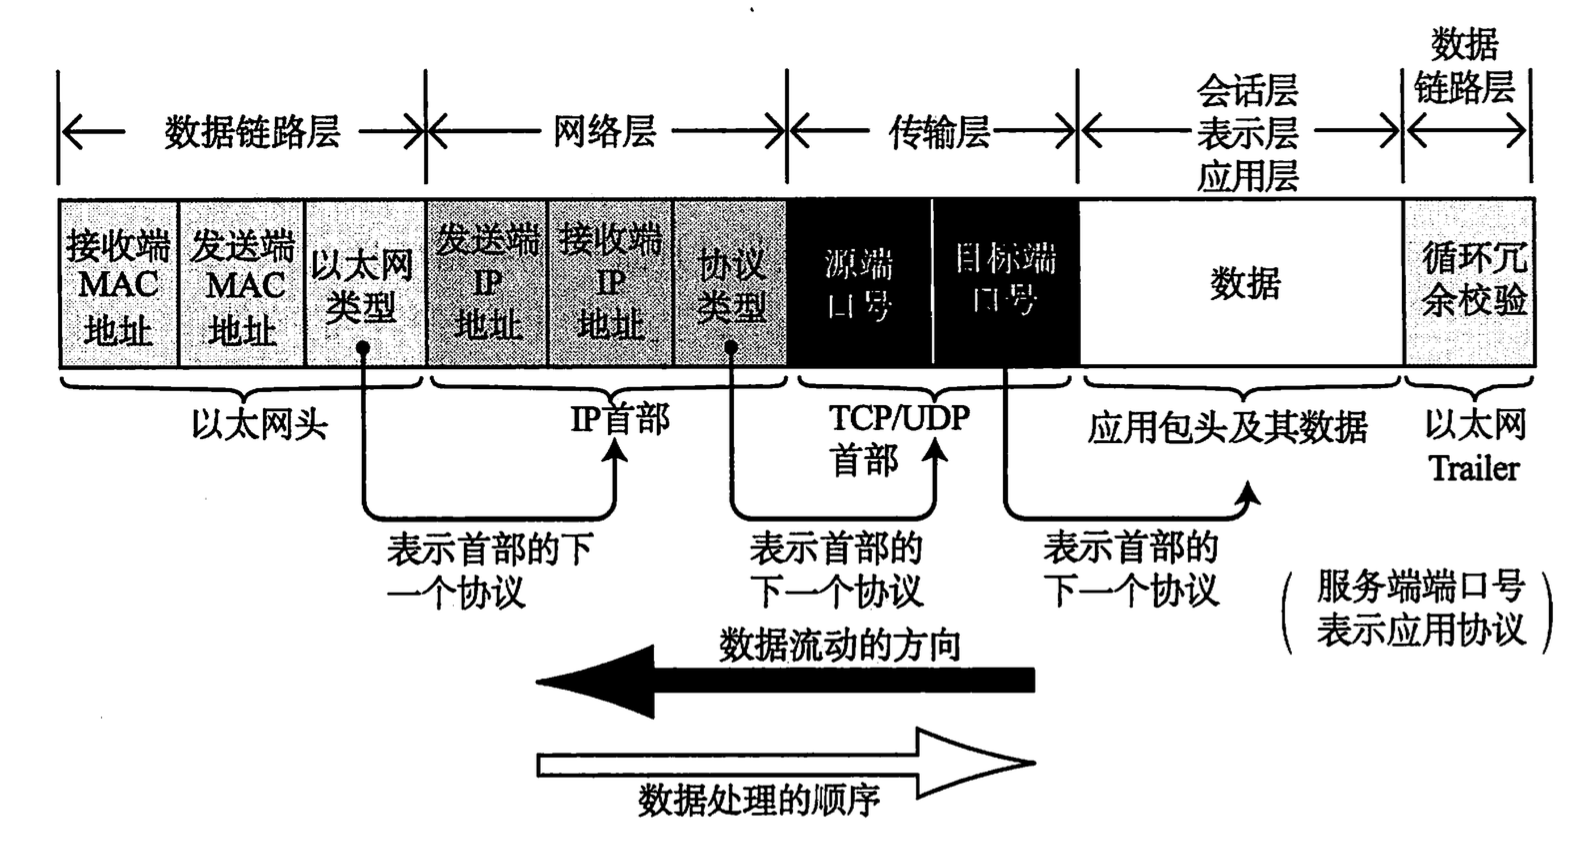 数据
链路层
数据链路层
网络层
传输层
会话层
表示层
应用层
接收端
MAC
地址
发送端
MAC
地址
以太网
类型
发送端
IP
地址
接收端
IP
地址
协议
类型
源端
口号
目标端
口号
数据
循环冗
余校验
以太网头
IP首部
TCP/UDP
首部
应用包头及其数据
以太网
Trailer
表示首部的下
一个协议
表示首部的
下一个协议
表示首部的
下一个协议
(服务端端口号
表示应用协议)
数据流动的方向
数据处理的顺序